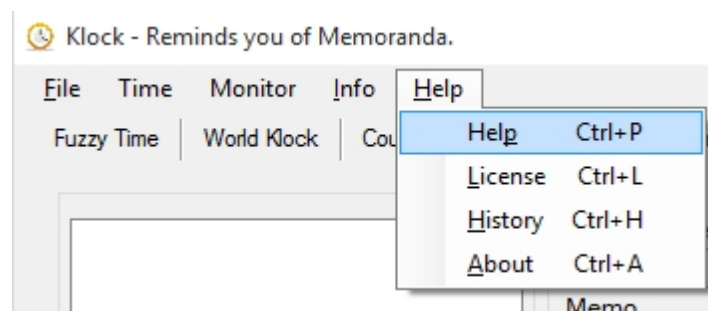 Klock - Reminds you of Memoranda.
File Time Monitor Info Help
Fuzzy Time World Klock
Help Ctrl+P
License Ctrl+L
History Ctrl+H
About Ctrl+A
Memo